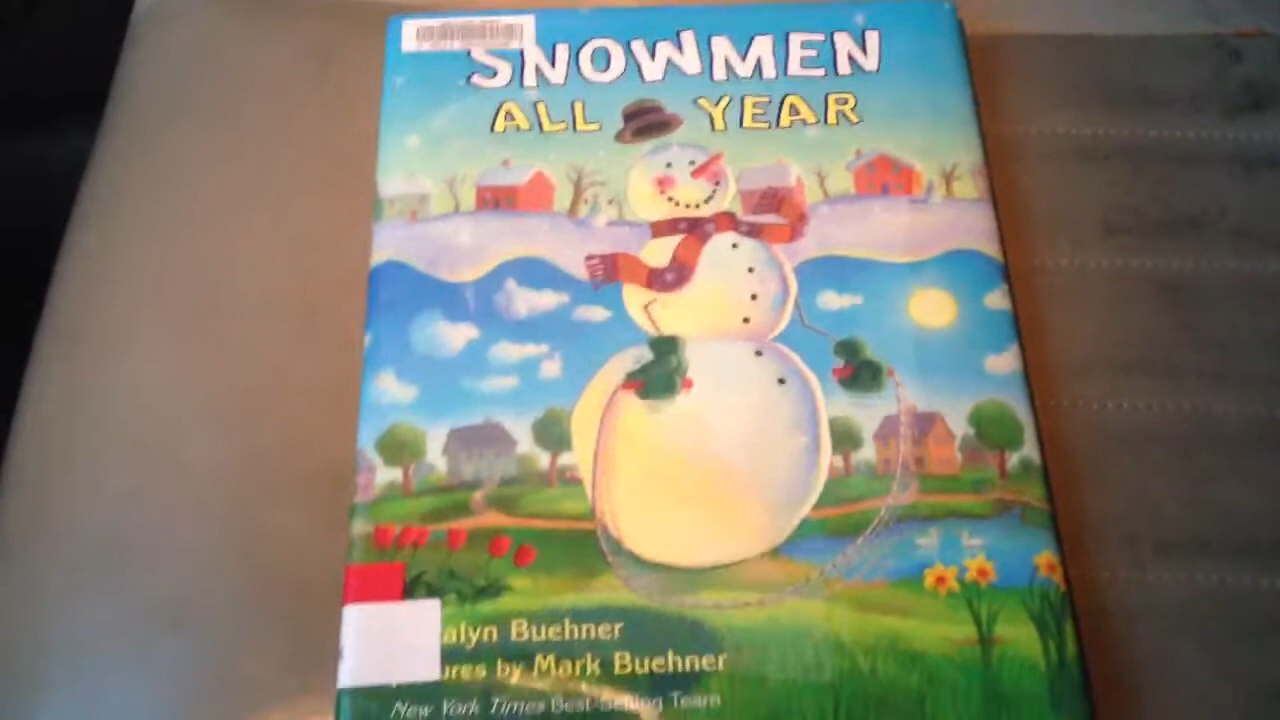 SNOWMEN
ALL YEAR
alyn Buehner
ures by Mark Buehner
New York Times Best-Selling Team